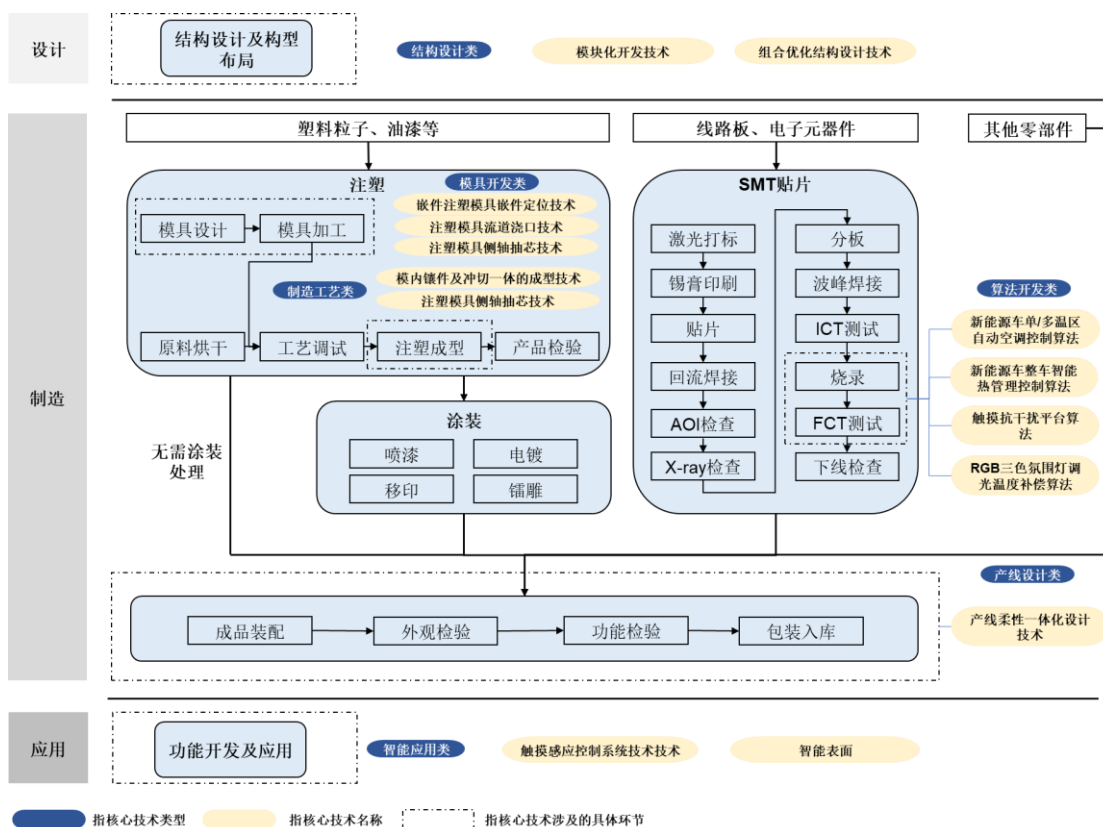 设计
结构设计及构型
布局
结构设计类
模块化开发技术
组合优化结构设计技术
制造
塑料粒子、油漆等
线路板、电子元器件
其他零部件
注塑
模具开发类
嵌件注塑模具嵌件定位技术
注塑模具流道浇口技术
注塑模具侧轴抽芯技术
模具设计
模具加工
制造工艺类
模内镶件及冲切一体的成型技术
注塑模具侧轴抽芯技术
原料烘干
工艺调试
注塑成型
产品检验
无需涂装
处理
涂装
喷漆
电镀
移印
镭雕
SMT贴片
激光打标
锡膏印刷
贴片
回流焊接
AOI检查
X-ray检查
分板
波峰焊接
ICT测试
烧录
FCT测试
下线检查
算法开发类
新能源车单/多温区
自动空调控制算法
新能源车整车智能
热管理控制算法
触摸抗干扰平台算
法
RGB三色氛围灯调
光温度补偿算法
成品装配
外观检验
功能检验
包装入库
产线设计类
产线柔性一体化设计
技术
应用
功能开发及应用
智能应用类
触摸感应控制系统技术技术
智能表面
指核心技术类型
指核心技术名称
指核心技术涉及的具体环节